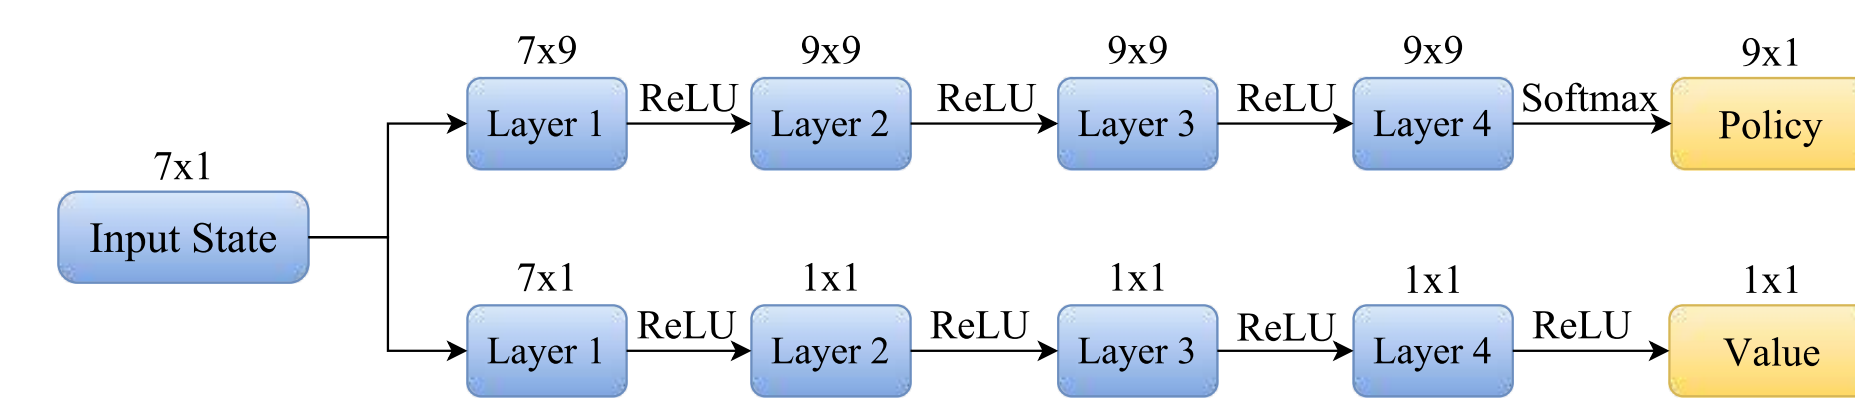 7x9 9x9 9x9 9x9 9x1
ReLU ReLU ReLU Softmax
Layer 1 Layer 2 Layer 3 Layer 4 Policy
7x1
Input State
7x1 1x1 1x1 1x1 1x1
ReLU ReLU ReLU ReLU
Layer 1 Layer 2 Layer 3 Layer 4 Value